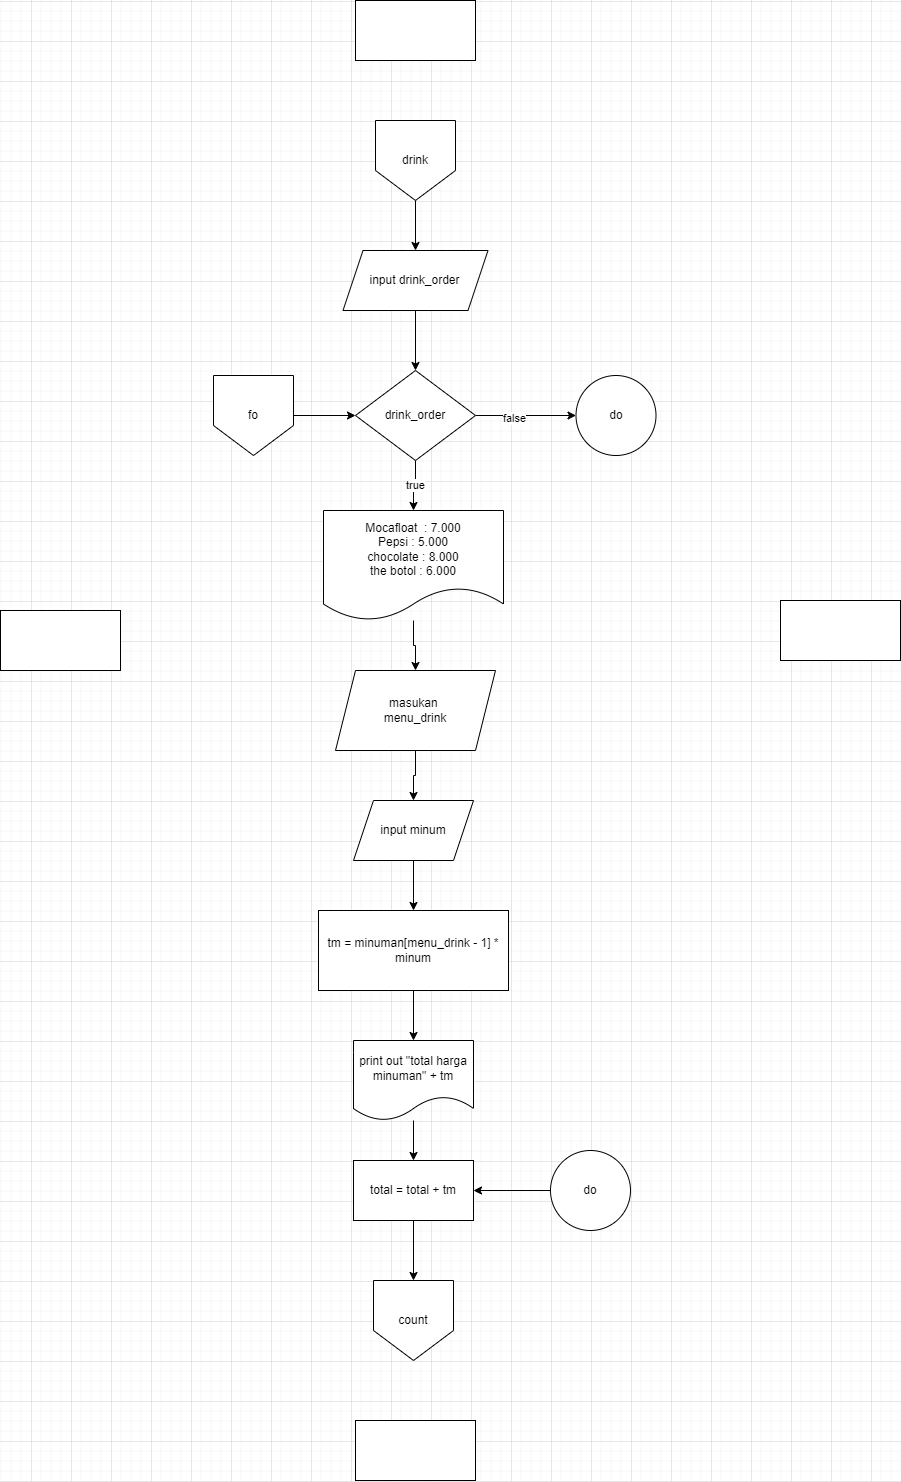 drink
input drink_order
fo
drink_order
false
do
true
Mocafloat : 7.000
Pepsi : 5.000
chocolate : 8.000
the botol : 6.000
masukan
menu_drink
input minum
tm = minuman[menu_drink - 1] *
minum
print out "total harga
minuman" + tm
total = total + tm
do
count